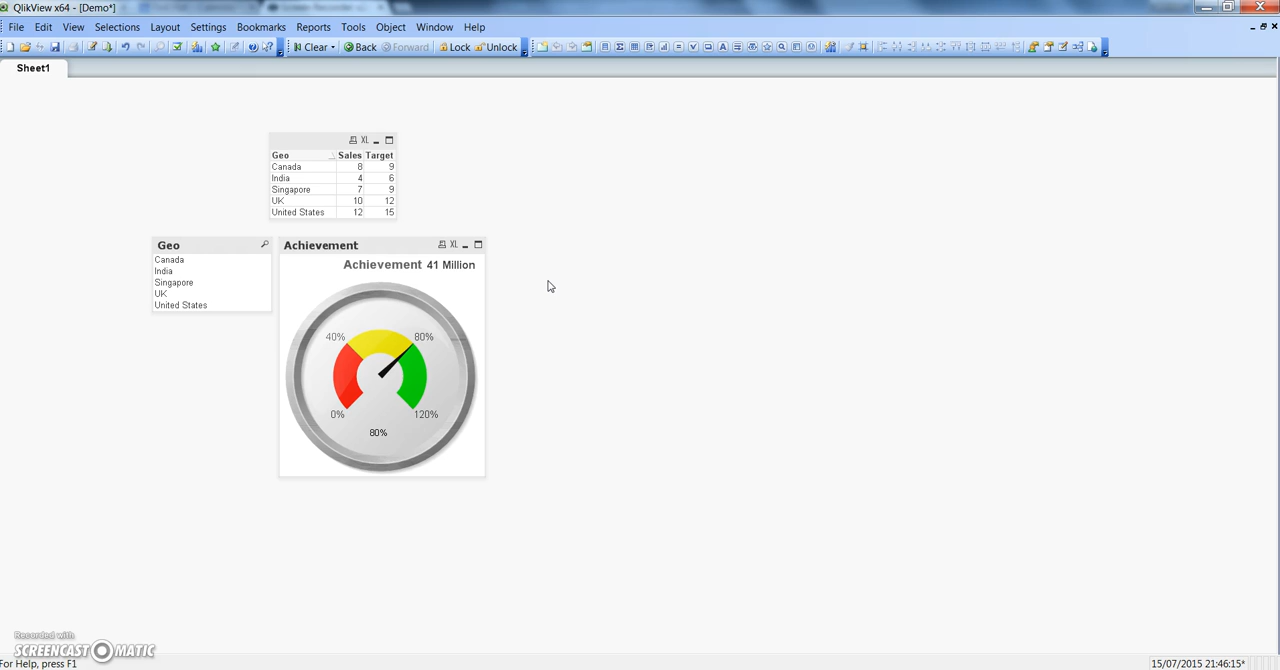 QlikView x64 - [Demo*]
File Edit View Selections Layout Settings Bookmarks Reports Tools Object Window Help
Clear Back Forward Lock Unlock
Sheet1
XL
Geo Sales Target
Canada 8 9
India 4 6
Singapore 7 9
UK 10 12
United States 12 15
Geo
Canada
India
Singapore
UK
United States
Achievement XL
Achievement 41 Million
40% 80%
0% 120%
80%
Recorded with
SCREENCAST MATIC
For Help, press F1
15/07/2015 21:46:15*